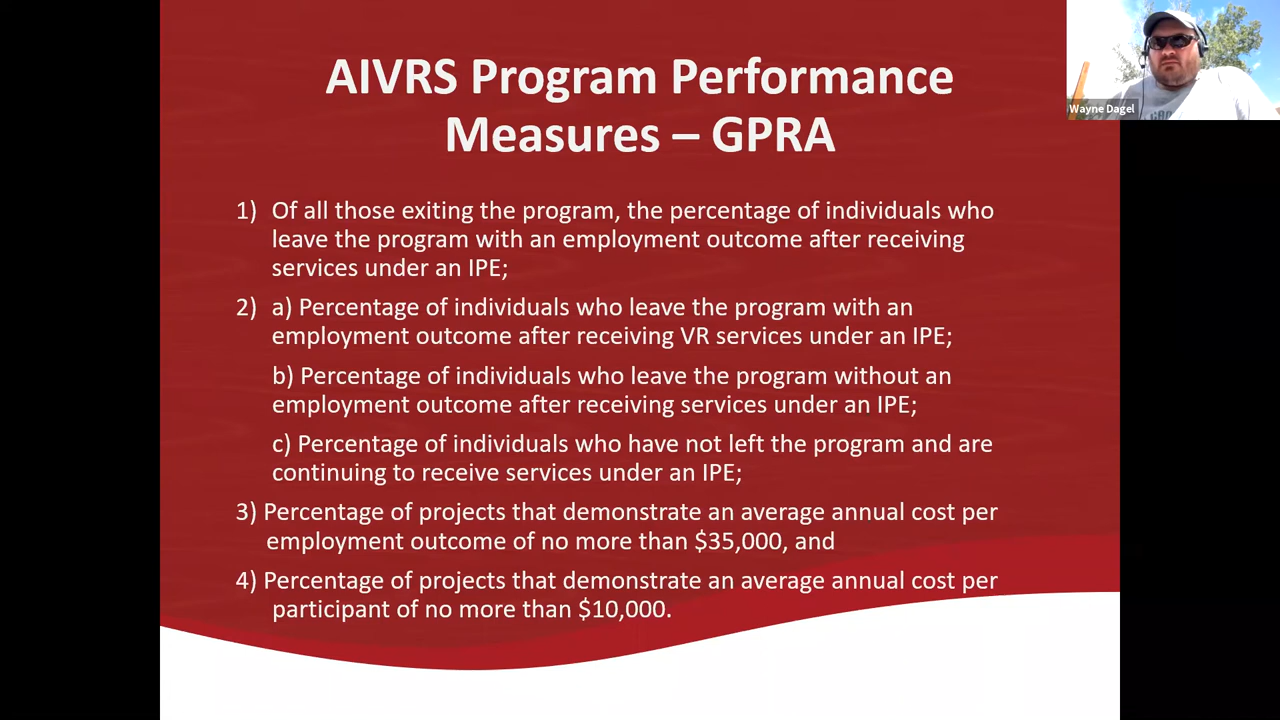 AIVRS Program Performance
Measures – GPRA
Wayne Dagel
1) Of all those exiting the program, the percentage of individuals who
leave the program with an employment outcome after receiving
services under an IPE;
2) a) Percentage of individuals who leave the program with an
employment outcome after receiving VR services under an IPE;
b) Percentage of individuals who leave the program without an
employment outcome after receiving services under an IPE;
c) Percentage of individuals who have not left the program and are
continuing to receive services under an IPE;
3) Percentage of projects that demonstrate an average annual cost per
employment outcome of no more than $35,000, and
4) Percentage of projects that demonstrate an average annual cost per
participant of no more than $10,000.